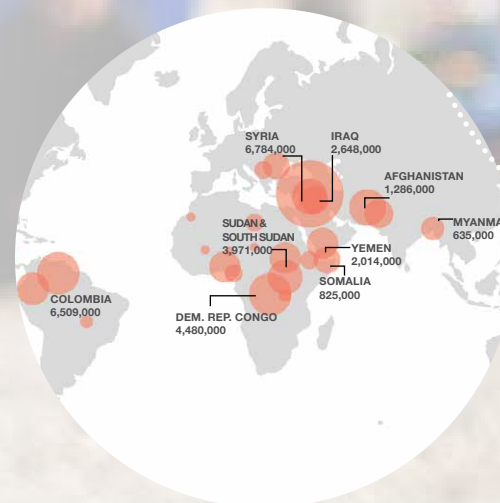 SYRIA
6,784,000
IRAQ
2,648,000
AFGHANISTAN
1,286,000
MYANMA
635,000
SUDAN &
SOUTH SUDAN
3,971,000
YEMEN
2,014,000
SOMALIA
825,000
COLOMBIA
6,509,000
DEM. REP. CONGO
4,480,000